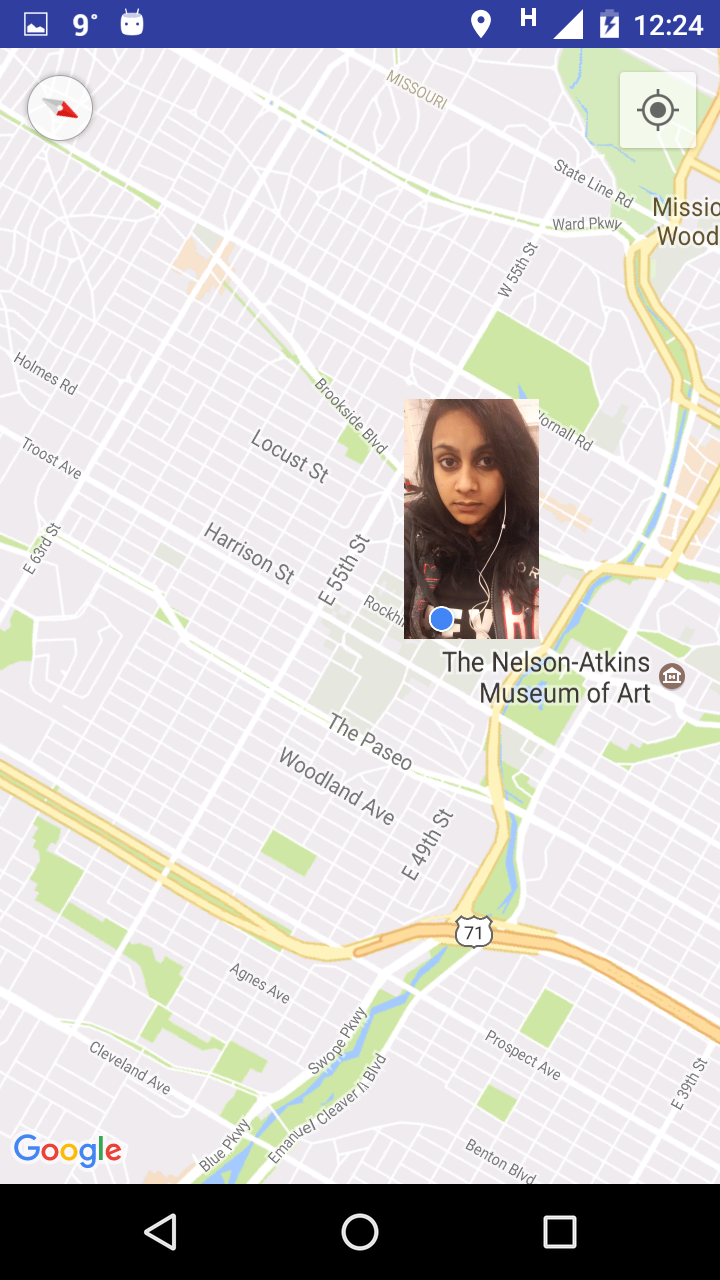 9°
H
12:24
MISSOURI
State Line Rd
Missio
Wood
Ward Pkwy
W 55th St
Holmes Rd
Brookside Blvd
Wornall Rd
Locust St
Troost Ave
Harrison St
E 55th St
E 63rd St
Rockhi
The Nelson-Atkins
Museum of Art
The Paseo
Woodland Ave
E 49th St
71
Agnes Ave
Swope Pkwy
Prospect Ave
Cleveland Ave
E 39th St
Emanuel Cleaver II Blvd
Blue Pkwy
Benton Blvd
Google